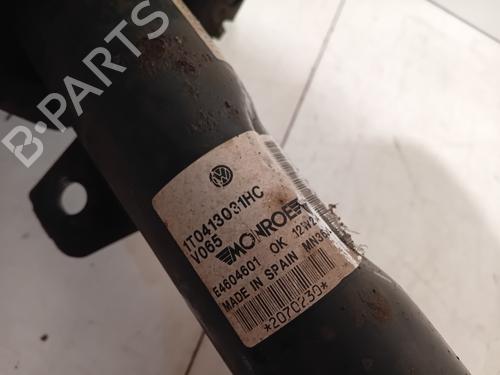 B-PARTS
1T0413031HC
V065
MONROE
E4604601 OK
MADE IN SPAIN
*2070230*